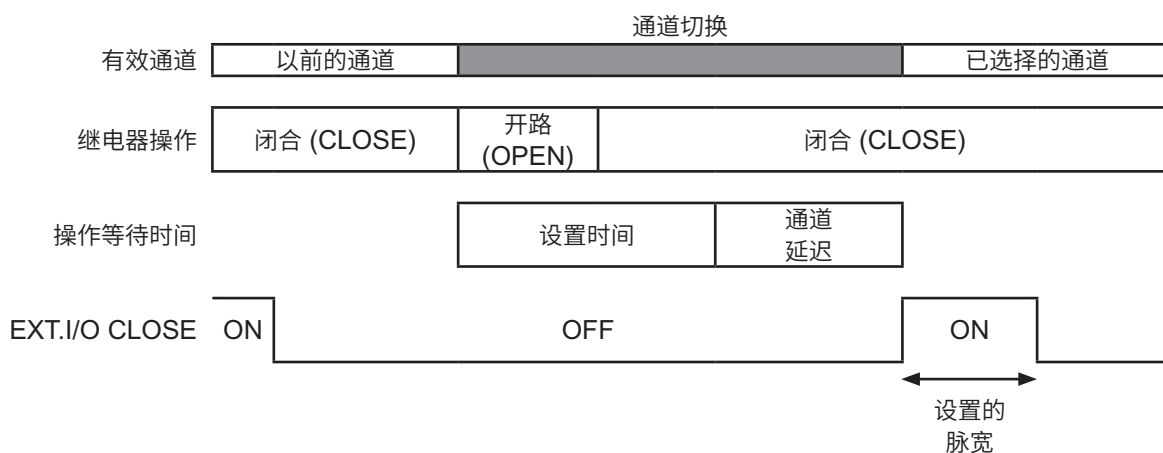 通道切换
有效通道 以前的通道 已选择的通道
继电器操作 闭合 (CLOSE) 开路 闭合 (CLOSE)
(OPEN)
操作等待时间 设置时间 通道
延迟
EXT.I/O CLOSE ON OFF ON
设置的
脉宽